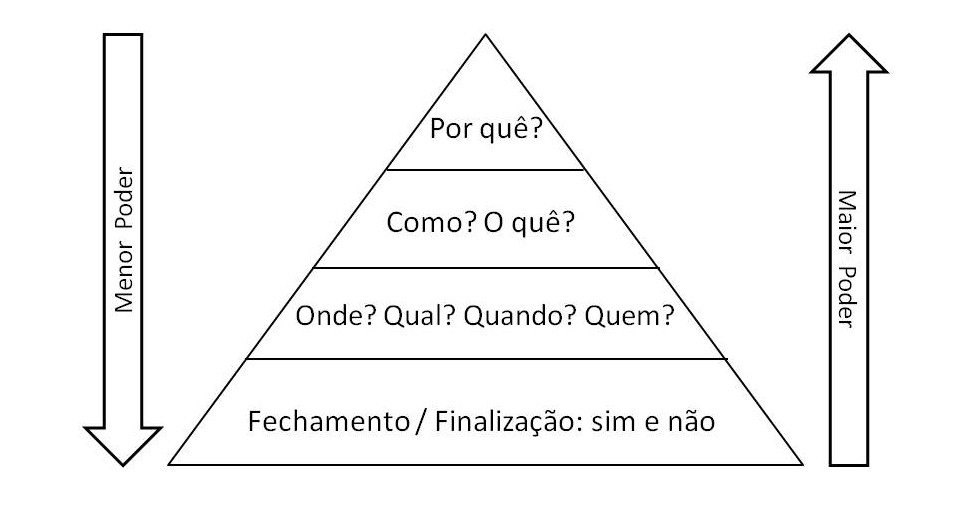 Por quê?
Como? O quê?
Onde? Qual? Quando? Quem?
Fechamento / Finalização: sim e não
Menor Poder
Maior Poder